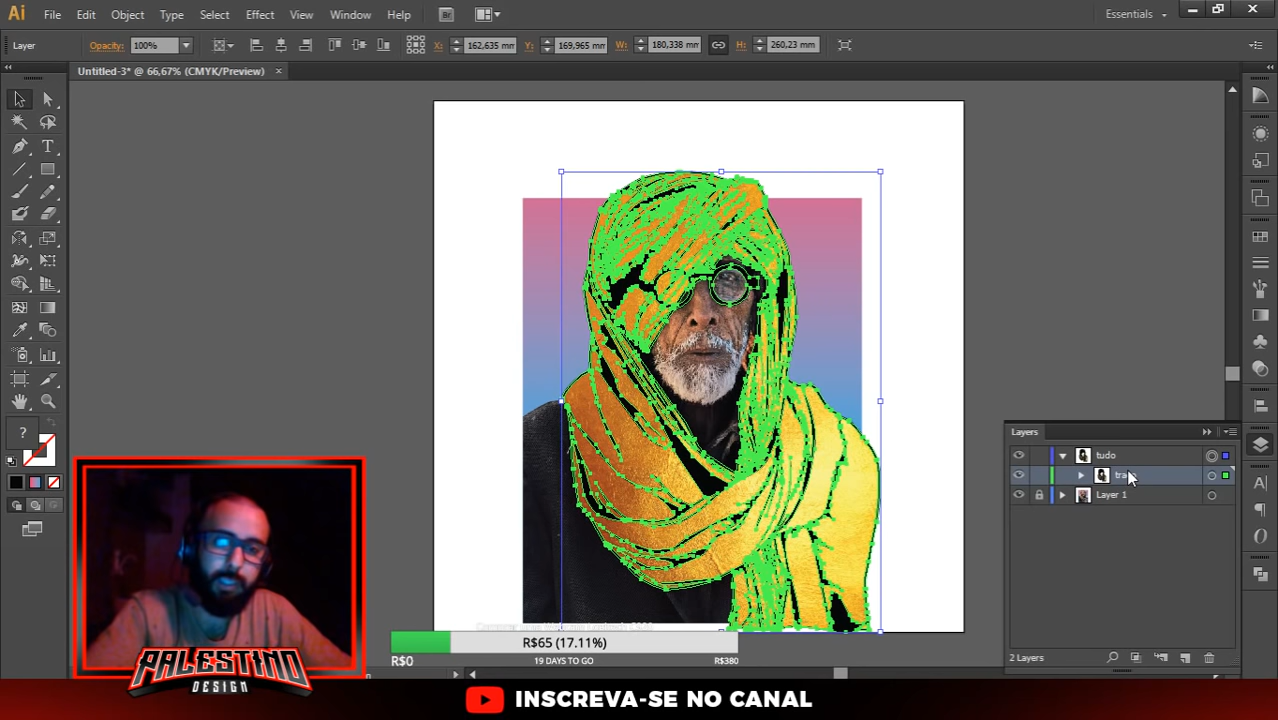 Ai File Edit Object Type Select Effect View Window Help Br Essentials
Layer Opacity: 100% X: 162,635 mm Y: 169,965 mm W: 180,338 mm H: 260,23 mm
Untitled-3* @ 66,67% (CMYK/Preview)
T
?
Layers
tudo
Layer 1
2 Layers
A
R$65 (17.11%)
R$0 19 DAYS TO GO R$380
PALESTINO
DESIGN
INSCREVA-SE NO CANAL